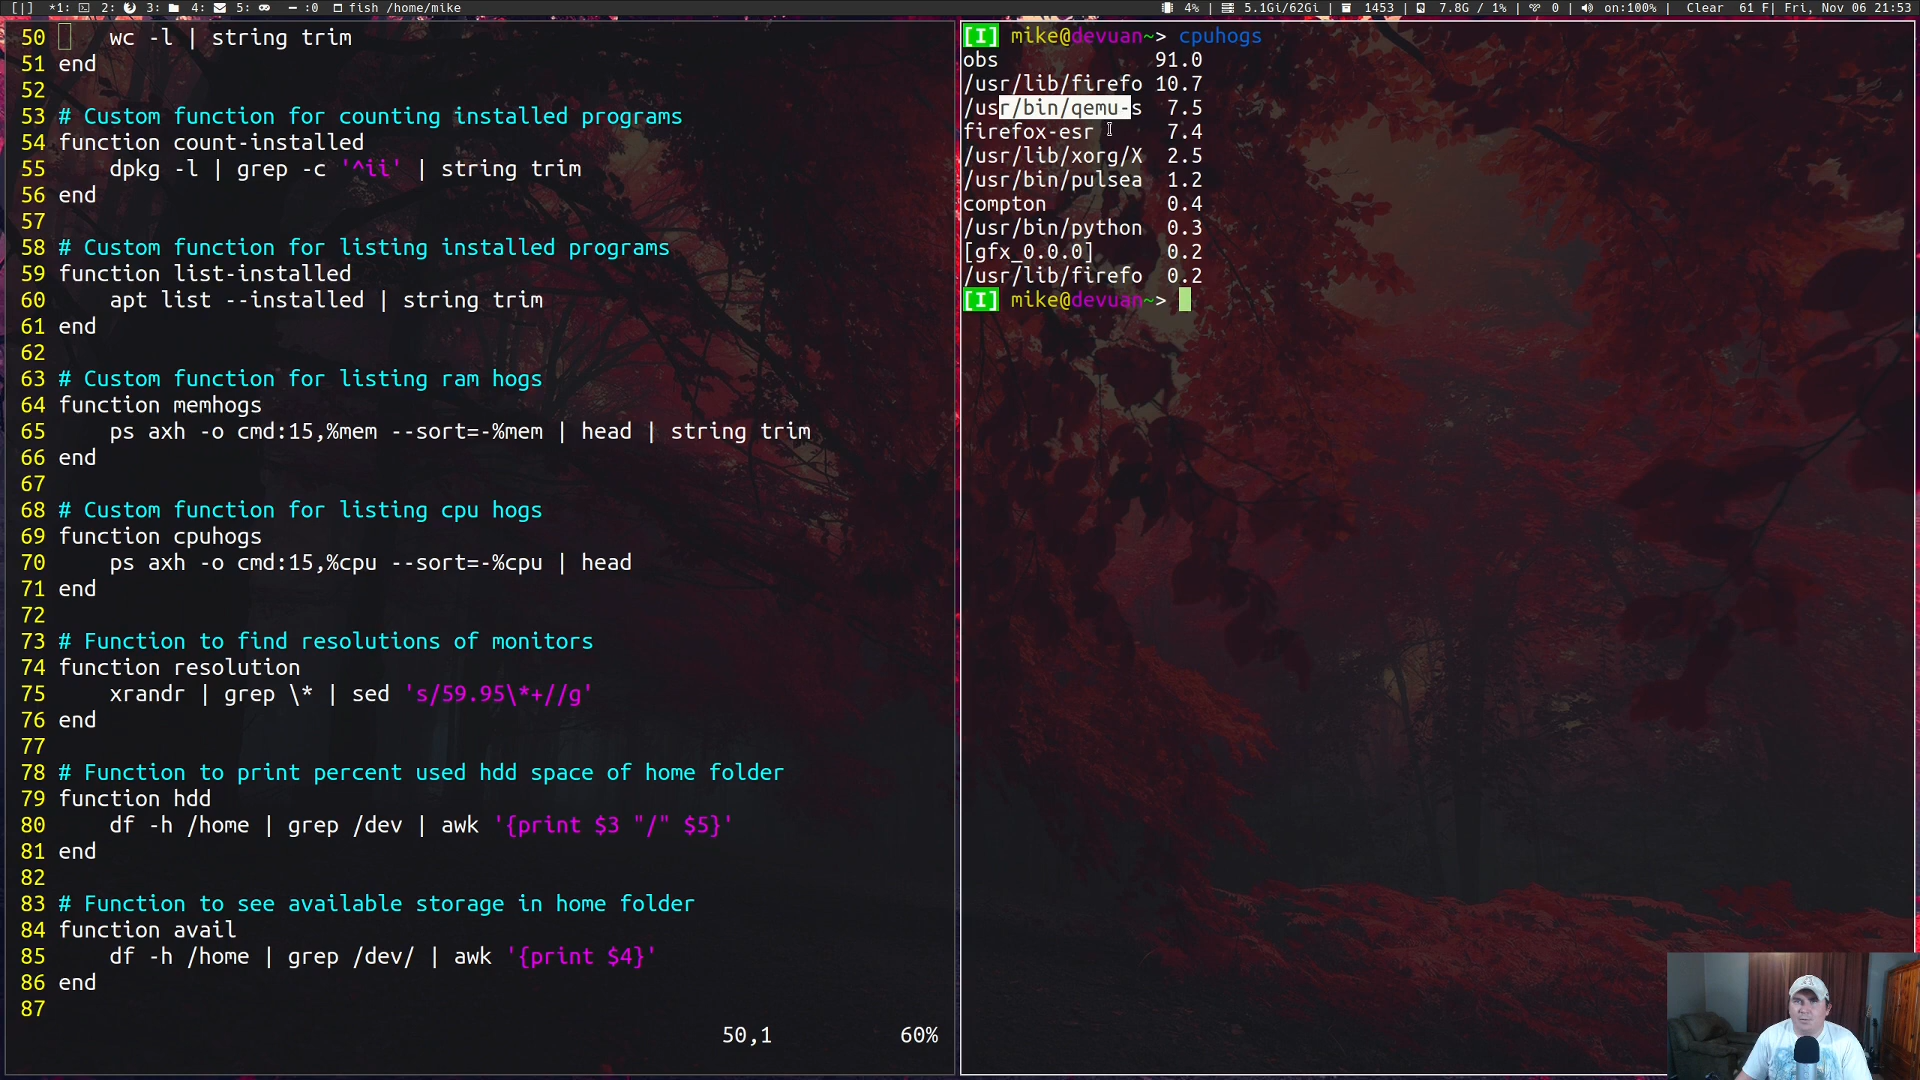 [|] *1: 2: 3: 4: 5: — :0 fish /home/mike 4% | 5.1Gi/62Gi | 1453 | 7.8G / 1% | 0 | on:100% | Clear 61 F| Fri, Nov 06 21:53
50 wc -l | string trim
51 end
52
53 # Custom function for counting installed programs
54 function count-installed
55 dpkg -l | grep -c '^ii' | string trim
56 end
57
58 # Custom function for listing installed programs
59 function list-installed
60 apt list --installed | string trim
61 end
62
63 # Custom function for listing ram hogs
64 function memhogs
65 ps axh -o cmd:15,%mem --sort=-%mem | head | string trim
66 end
67
68 # Custom function for listing cpu hogs
69 function cpuhogs
70 ps axh -o cmd:15,%cpu --sort=-%cpu | head
71 end
72
73 # Function to find resolutions of monitors
74 function resolution
75 xrandr | grep \* | sed 's/59.95\*+//g'
76 end
77
78 # Function to print percent used hdd space of home folder
79 function hdd
80 df -h /home | grep /dev | awk '{print $3 "/" $5}'
81 end
82
83 # Function to see available storage in home folder
84 function avail
85 df -h /home | grep /dev/ | awk '{print $4}'
86 end
87
50,1 60%
[I] mike@devuan~> cpuhogs
obs 91.0
/usr/lib/firefo 10.7
/usr/bin/qemu-s 7.5
firefox-esr 7.4
/usr/lib/xorg/X 2.5
/usr/bin/pulsea 1.2
compton 0.4
/usr/bin/python 0.3
[gfx_0.0.0] 0.2
/usr/lib/firefo 0.2
[I] mike@devuan~>